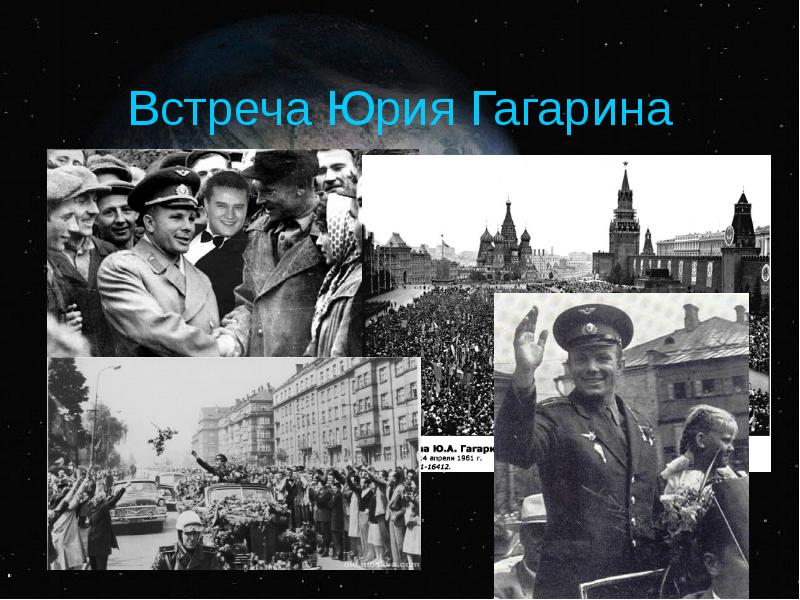 Встреча Юрия Гагарина
на Ю.А. Гагари
4 апреля 1961 г.
1-16412.